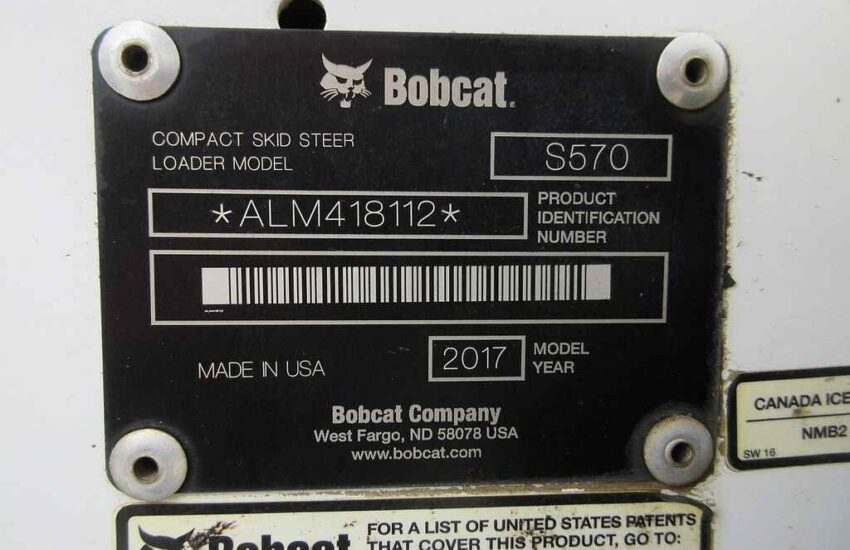 Bobcat.
COMPACT SKID STEER
LOADER MODEL
S570
*ALM418112*
PRODUCT
IDENTIFICATION
NUMBER
MADE IN USA
2017
MODEL
YEAR
Bobcat Company
West Fargo, ND 58078 USA
www.bobcat.com
CANADA ICE
NMB2
SW 16
Bobcat
FOR A LIST OF UNITED STATES PATENTS
THAT COVER THIS PRODUCT, GO TO: